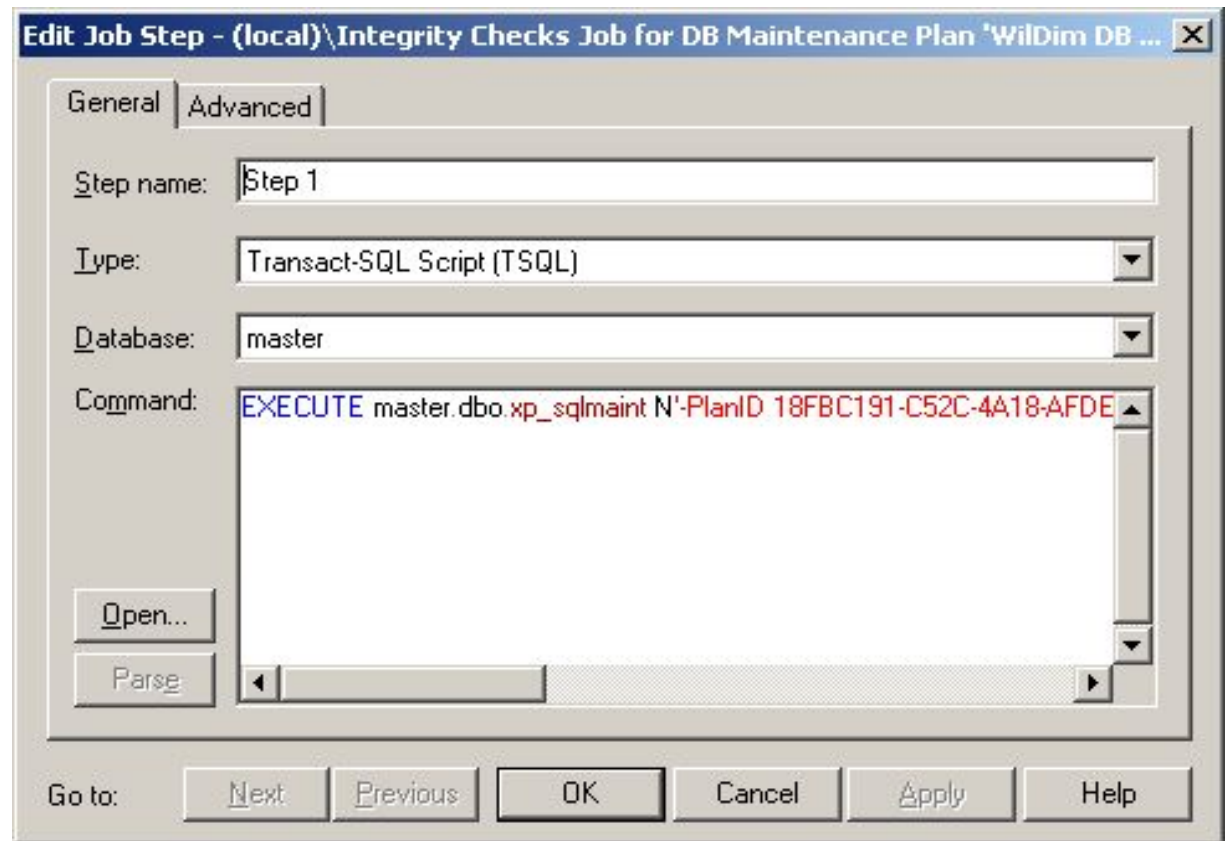 Edit Job Step - (local)\Integrity Checks Job for DB Maintenance Plan 'WilDim DB ...
General Advanced
Step name: Step 1
Type: Transact-SQL Script (TSQL)
Database: master
Command: EXECUTE master.dbo.xp_sqlmaint N'-PlanID 18FBC191-C52C-4A18-AFDE
Open...
Parse
Go to: Next Previous OK Cancel Apply Help